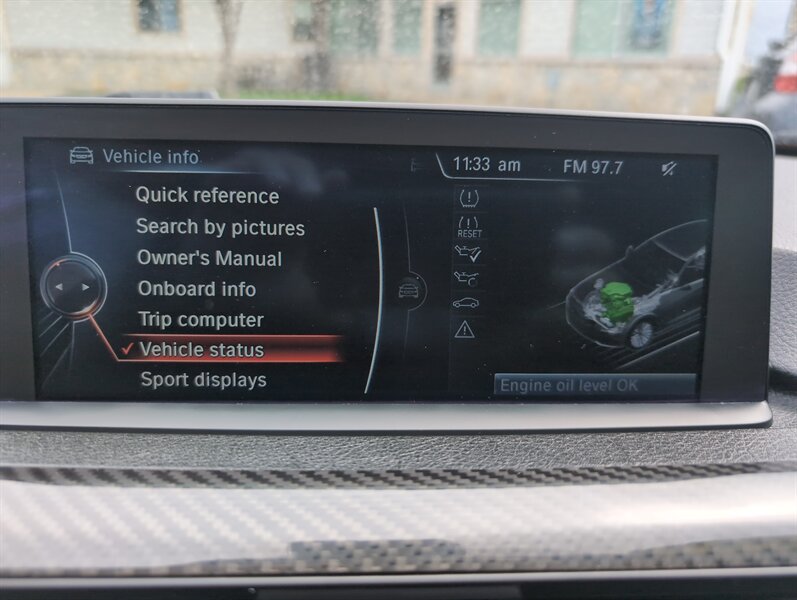 Vehicle info
11:33 am
FM 97.7
Quick reference
Search by pictures
RESET
Owner's Manual
Onboard info
Trip computer
Vehicle status
Sport displays
Engine oil level OK